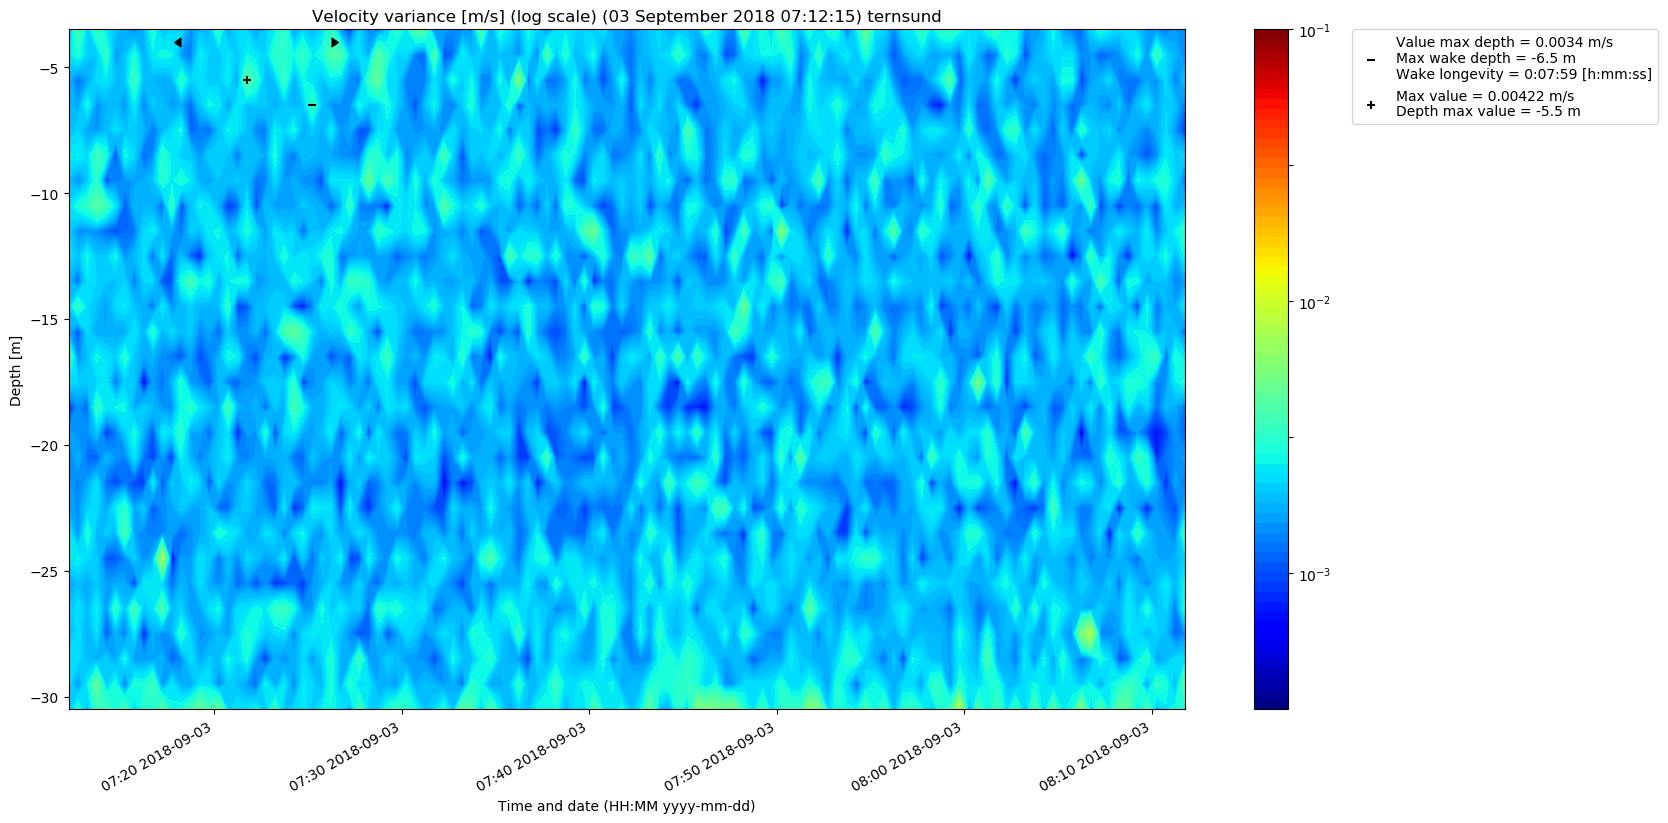 Velocity variance [m/s] (log scale) (03 September 2018 07:12:15) ternsund
Depth [m]
−5
−10
−15
−20
−25
−30
07:20 2018-09-03
07:30 2018-09-03
07:40 2018-09-03
07:50 2018-09-03
08:00 2018-09-03
08:10 2018-09-03
Time and date (HH:MM yyyy-mm-dd)
10⁻¹
10⁻²
10⁻³
Value max depth = 0.0034 m/s
Max wake depth = -6.5 m
Wake longevity = 0:07:59 [h:mm:ss]
Max value = 0.00422 m/s
Depth max value = -5.5 m